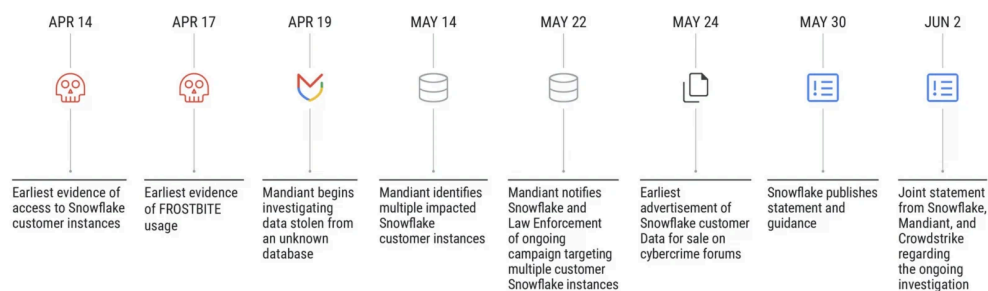 APR 14
APR 17
APR 19
MAY 14
MAY 22
MAY 24
MAY 30
JUN 2
Earliest evidence of
access to Snowflake
customer instances
Earliest evidence
of FROSTBITE
usage
Mandiant begins
investigating
data stolen from
an unknown
database
Mandiant identifies
multiple impacted
Snowflake
customer instances
Mandiant notifies
Snowflake and
Law Enforcement
of ongoing
campaign targeting
multiple customer
Snowflake instances
Earliest
advertisement of
Snowflake customer
Data for sale on
cybercrime forums
Snowflake publishes
statement and
guidance
Joint statement
from Snowflake,
Mandiant, and
Crowdstrike
regarding
the ongoing
investigation